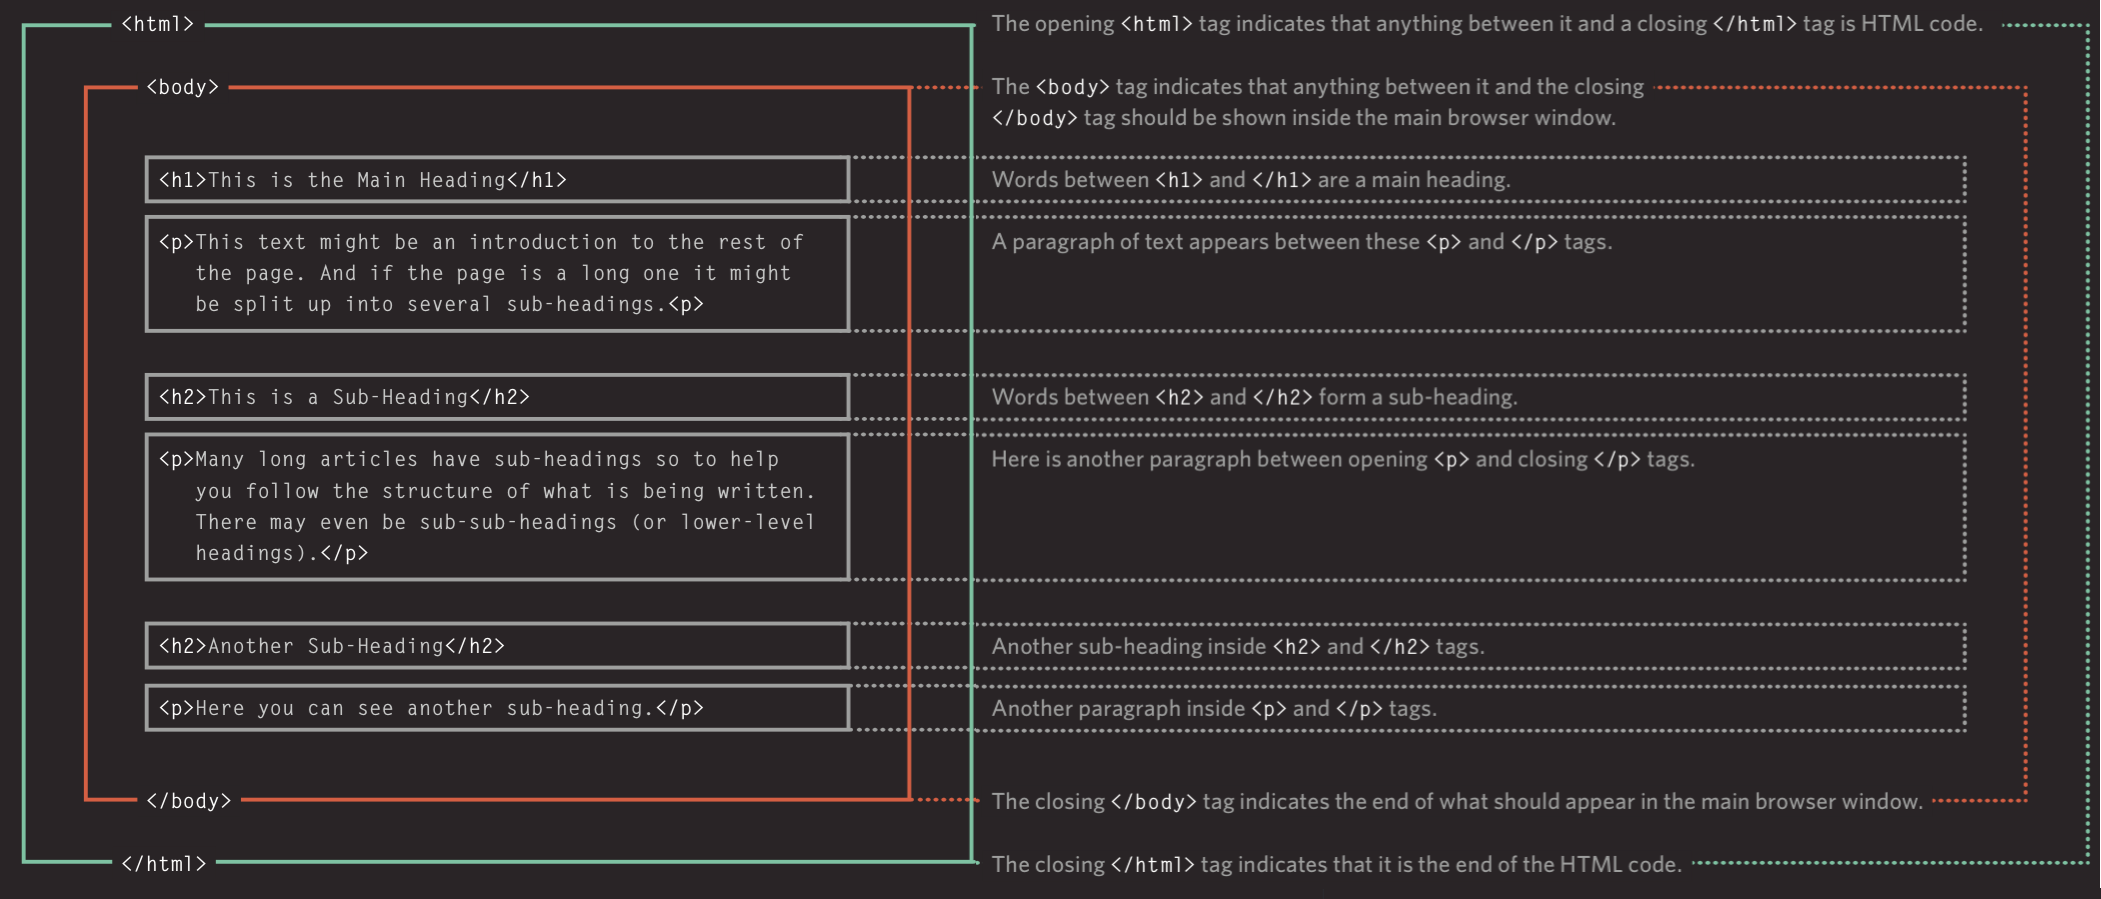 <html>
The opening <html> tag indicates that anything between it and a closing </html> tag is HTML code.
<body>
The <body> tag indicates that anything between it and the closing
</body> tag should be shown inside the main browser window.
<h1>This is the Main Heading</h1>
Words between <h1> and </h1> are a main heading.
<p>This text might be an introduction to the rest of
the page. And if the page is a long one it might
be split up into several sub-headings.<p>
A paragraph of text appears between these <p> and </p> tags.
<h2>This is a Sub-Heading</h2>
Words between <h2> and </h2> form a sub-heading.
<p>Many long articles have sub-headings so to help
you follow the structure of what is being written.
There may even be sub-sub-headings (or lower-level
headings).</p>
Here is another paragraph between opening <p> and closing </p> tags.
<h2>Another Sub-Heading</h2>
Another sub-heading inside <h2> and </h2> tags.
<p>Here you can see another sub-heading.</p>
Another paragraph inside <p> and </p> tags.
</body>
The closing </body> tag indicates the end of what should appear in the main browser window.
</html>
The closing </html> tag indicates that it is the end of the HTML code.